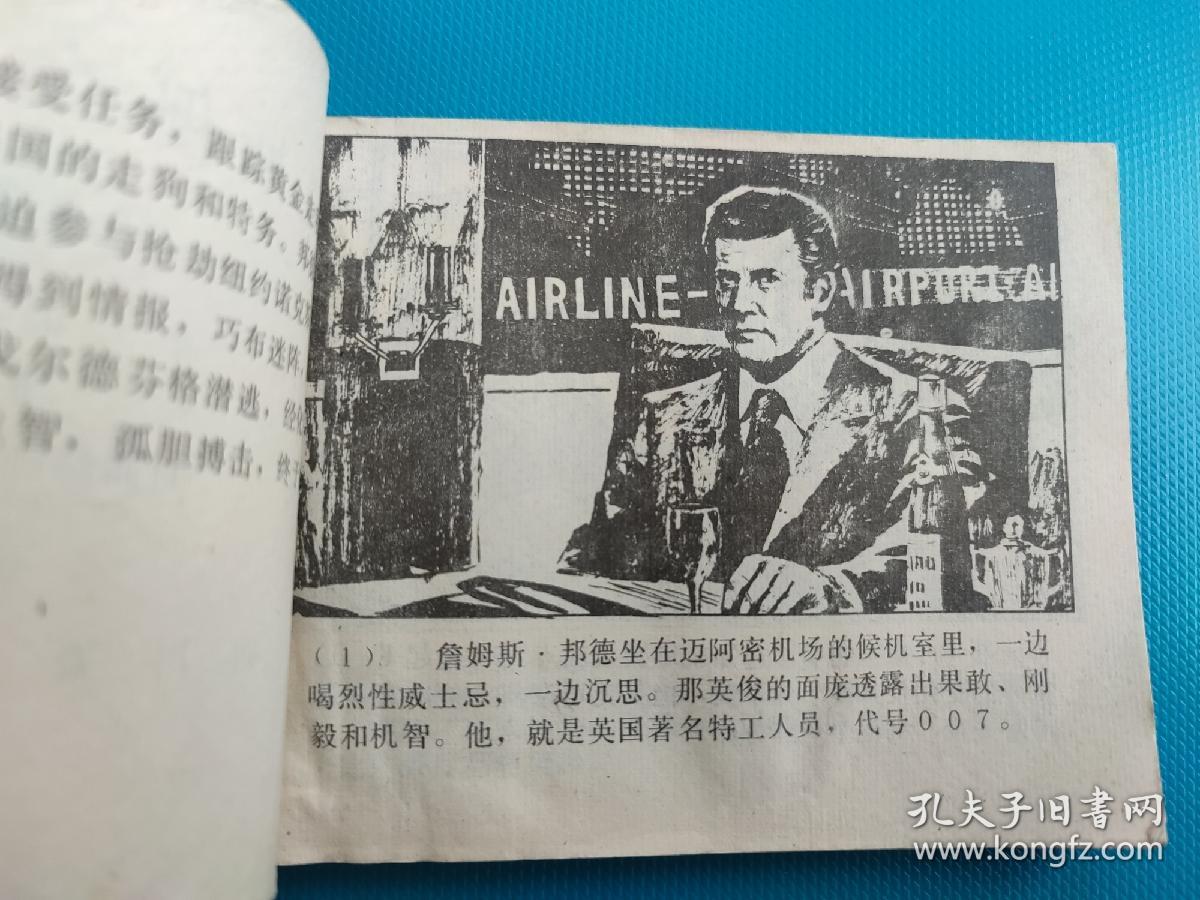 接受任务，跟踪黄金
国的走狗和特务，
迫参与抢劫纽约诺克
得到情报，巧布迷阵，
戈尔德芬格潜逃，经
智，孤胆搏击，终
AIRLINE-
AIRPORT AI
(1) 詹姆斯·邦德坐在迈阿密机场的候机室里，一边
喝烈性威士忌，一边沉思。那英俊的面庞透露出果敢、刚
毅和机智。他，就是英国著名特工人员，代号007。
孔夫子旧书网
www.kongfz.com